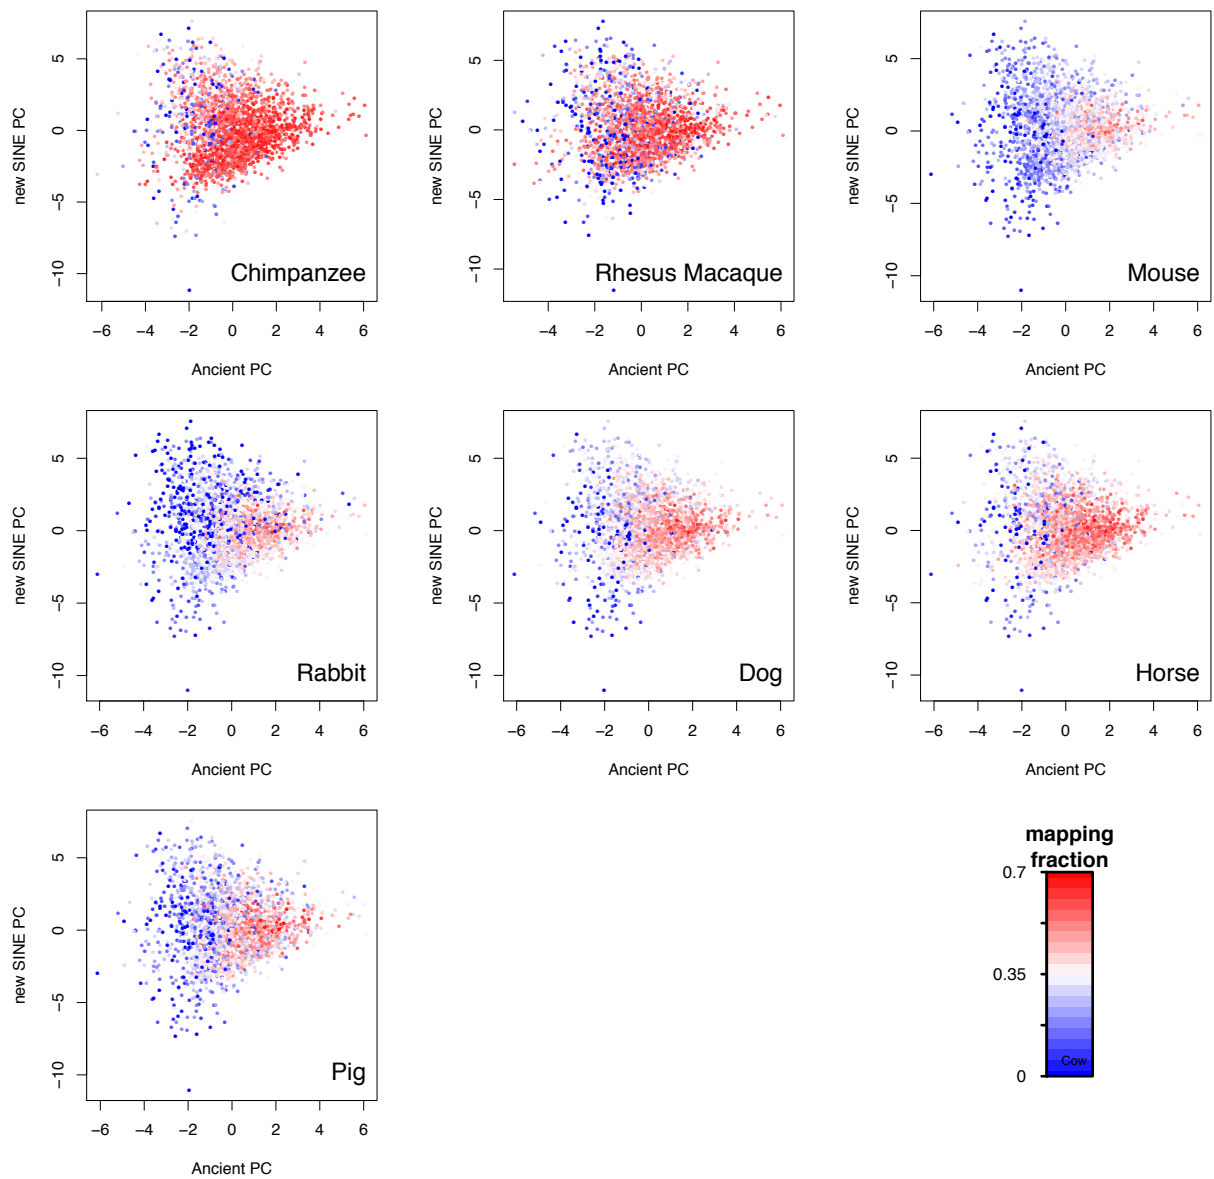 new SINE PC
5
0
−5
−10
Chimpanzee
−6 −4 −2 0 2 4 6
Ancient PC
new SINE PC
5
0
−5
−10
Rhesus Macaque
−4 −2 0 2 4 6
Ancient PC
new SINE PC
5
0
−5
−10
Mouse
−6 −4 −2 0 2 4 6
Ancient PC
new SINE PC
5
0
−5
−10
Rabbit
−6 −4 −2 0 2 4 6
Ancient PC
new SINE PC
5
0
−5
−10
Dog
−6 −4 −2 0 2 4 6
Ancient PC
new SINE PC
5
0
−5
−10
Horse
−6 −4 −2 0 2 4 6
Ancient PC
new SINE PC
5
0
−5
−10
Pig
−6 −4 −2 0 2 4 6
Ancient PC
mapping
fraction
0.7
0.35
0
Cow